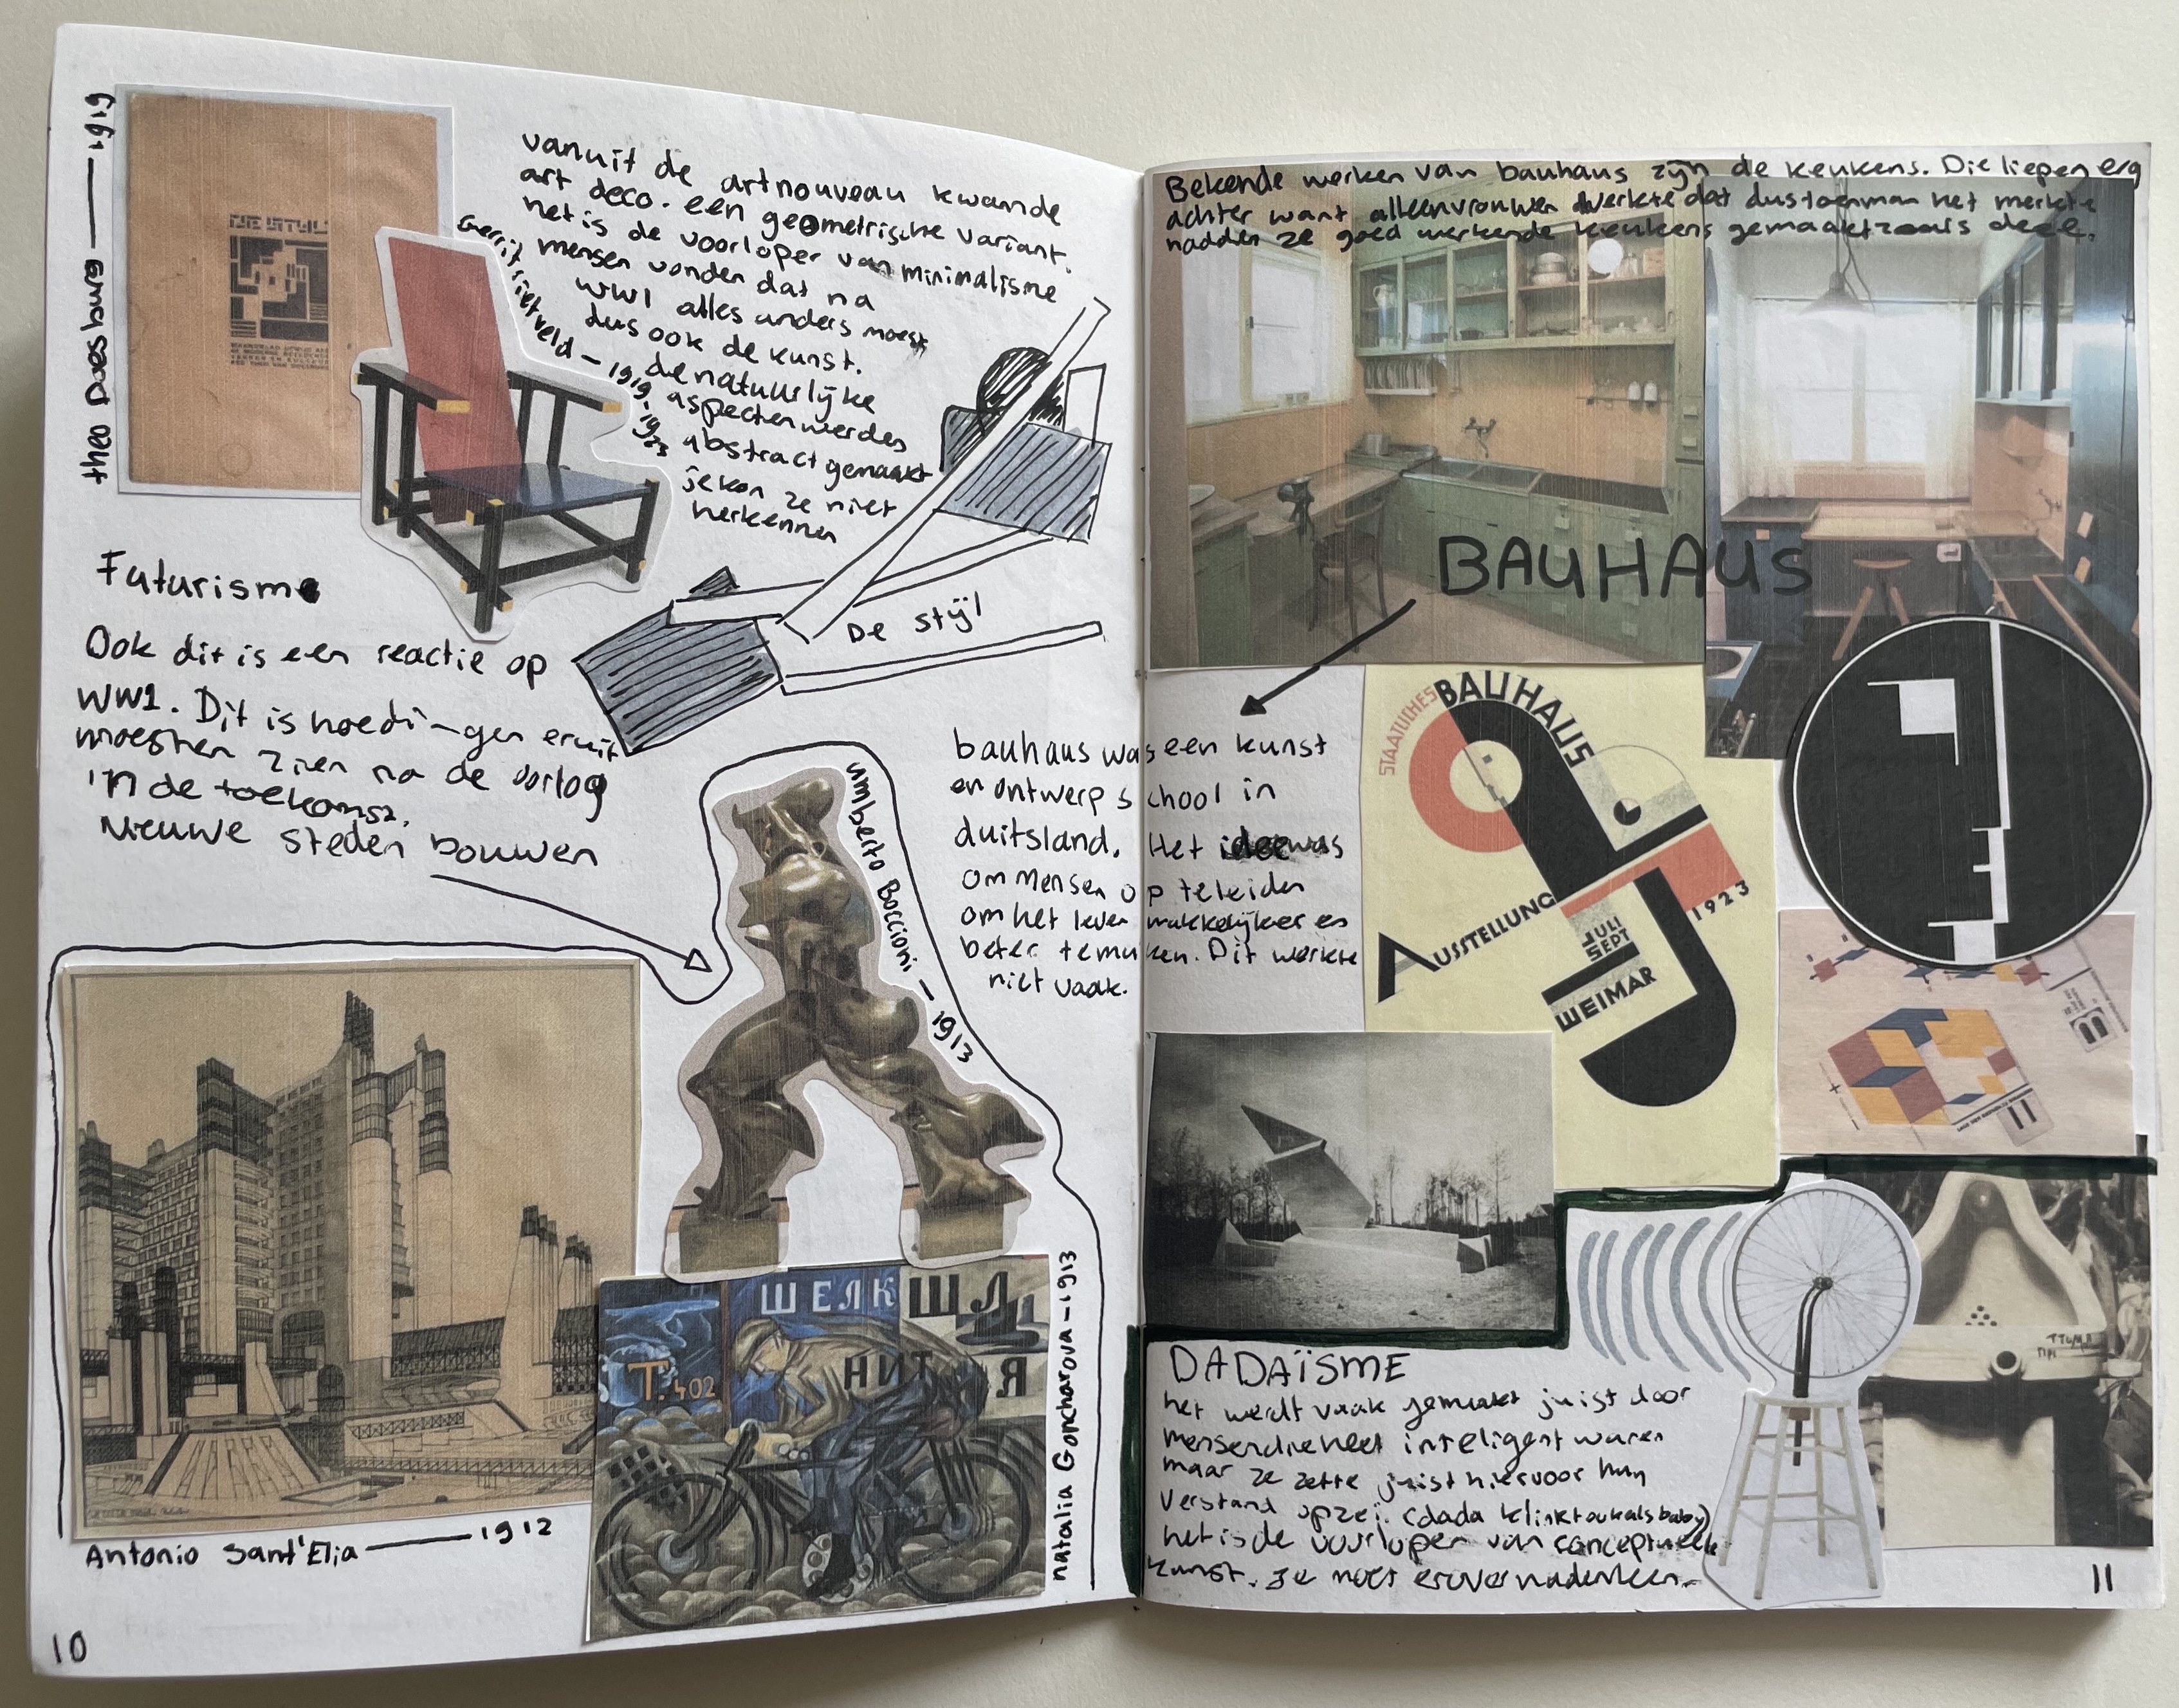 theo Doesburg — 1919
DE STIJL
vanuit de artnouveau kwamde
art deco. een geometrische variant.
het is de voorloper van minimalisme
mensen vonden dat na
WW1 alles anders moest
dus ook de kunst.
de natuurlijke
aspecten werden
abstract gemaakt
je kon ze niet
herkennen
Gerrit rietveld — 1919-1923
De stijl
Futurisme
Ook dit is een reactie op
WW1. Dit is hoe dingen eruit
moesten zien na de oorlog
in de toekomst.
Nieuwe steden bouwen
umberto Boccioni — 1913
Antonio Sant'Elia — 1912
ШЕЛК ШЛ
Т. 402
НИТ Я
natalia Goncharova — 1913
10
Bekende werken van bauhaus zijn de keukens. Die liepen erg
achter want alleen vrouwen werkte dat dus toen man het merkte
hadden ze goed werkende keukens gemaakt zoals deze.
BAUHAUS
bauhaus was een kunst
en ontwerp school in
duitsland. Het idee was
om mensen op te leiden
om het leven makkelijker en
beter te maken. Dit werkte
niet vaak.
STAATLICHES
BAUHAUS
AUSSTELLUNG
JULI
SEPT
1923
WEIMAR
DADAÏSME
het werdt vaak gemaakt juist door
mensen die heel inteligent waren
maar ze zette juist hiervoor hun
verstand opzei. (dada klinkt ook als baby)
het is de voorloper van conceptueele
kunst. je moet erover nadenken.
11